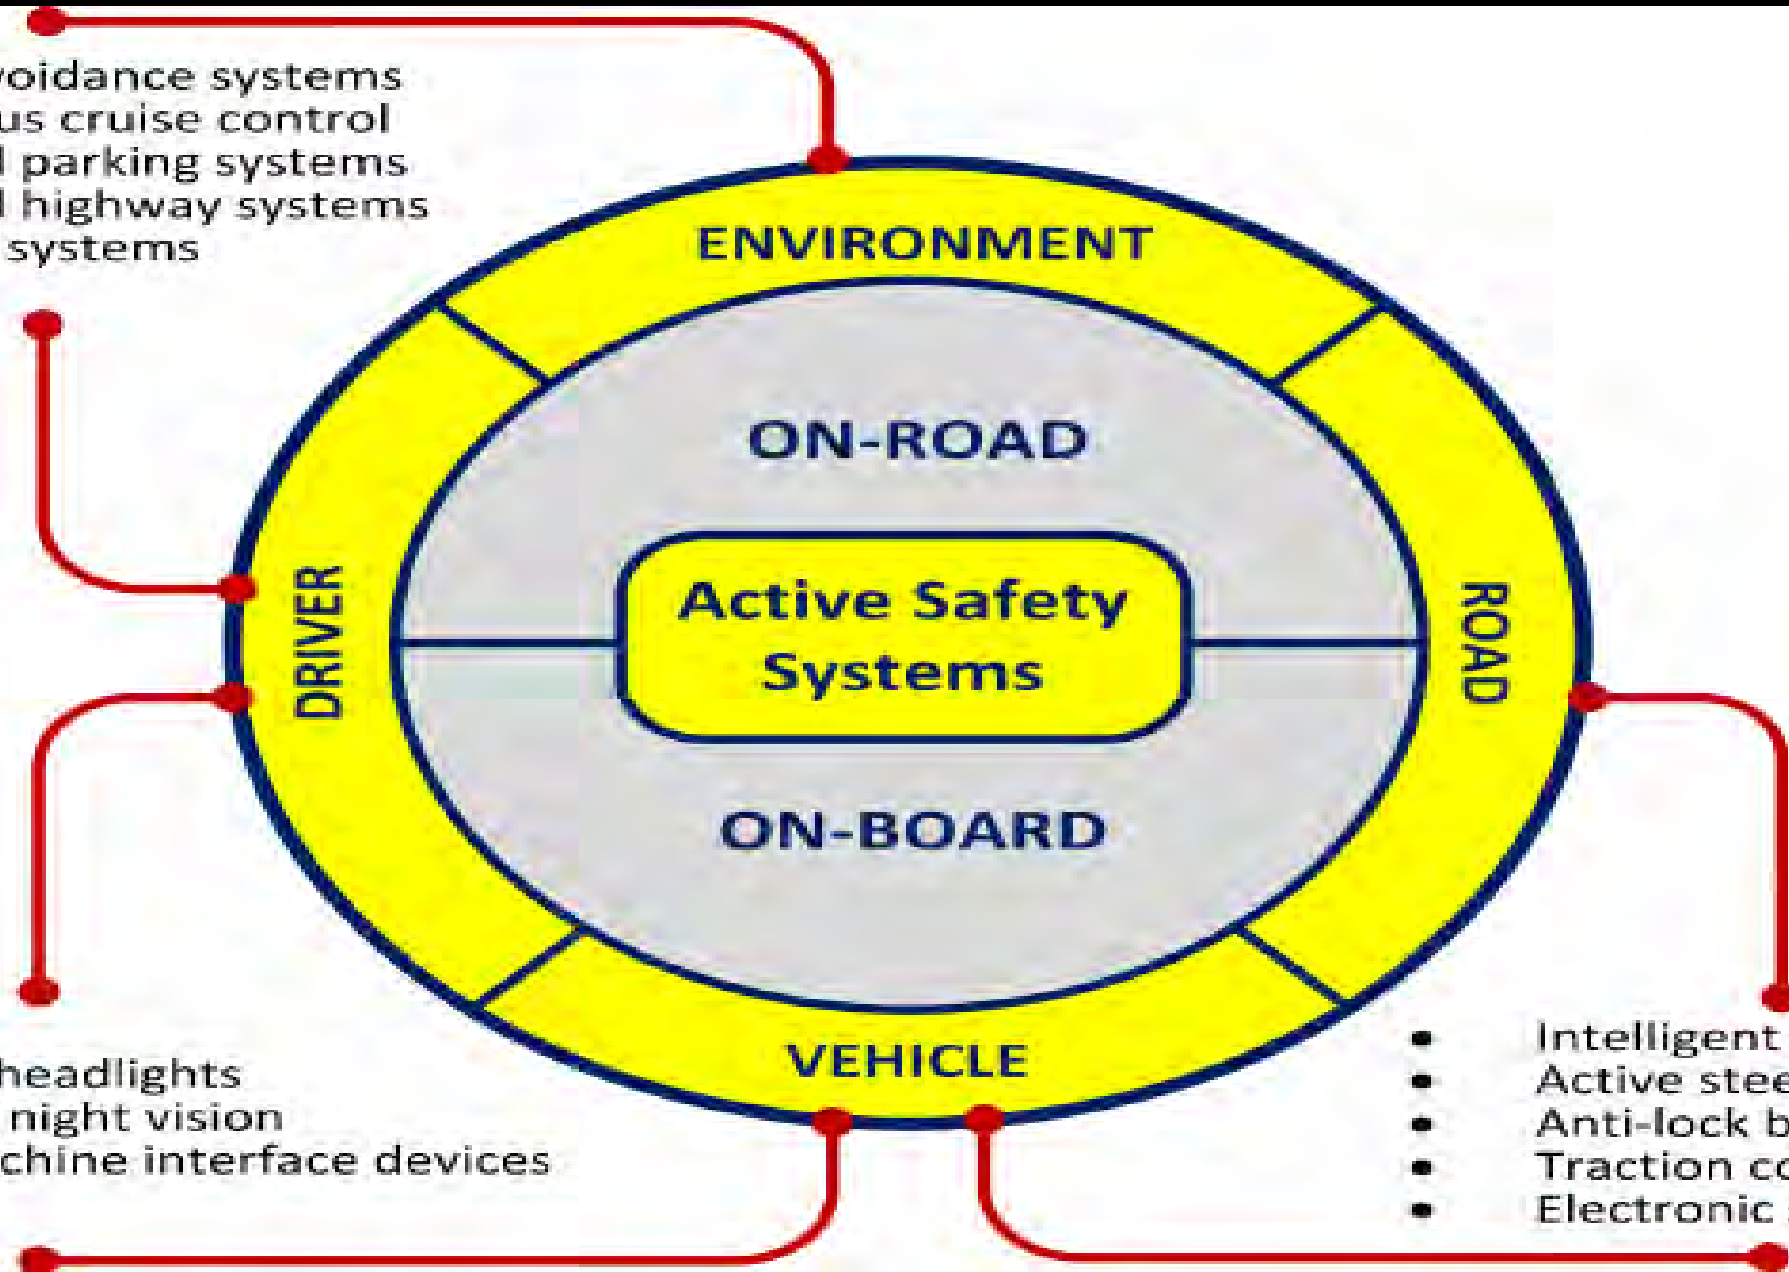 voidance systems
us cruise control
parking systems
highway systems
systems
ENVIRONMENT
ON-ROAD
DRIVER
Active Safety
Systems
ROAD
ON-BOARD
VEHICLE
headlights
night vision
chine interface devices
• Intelligent
• Active stee
• Anti-lock b
• Traction co
• Electronic